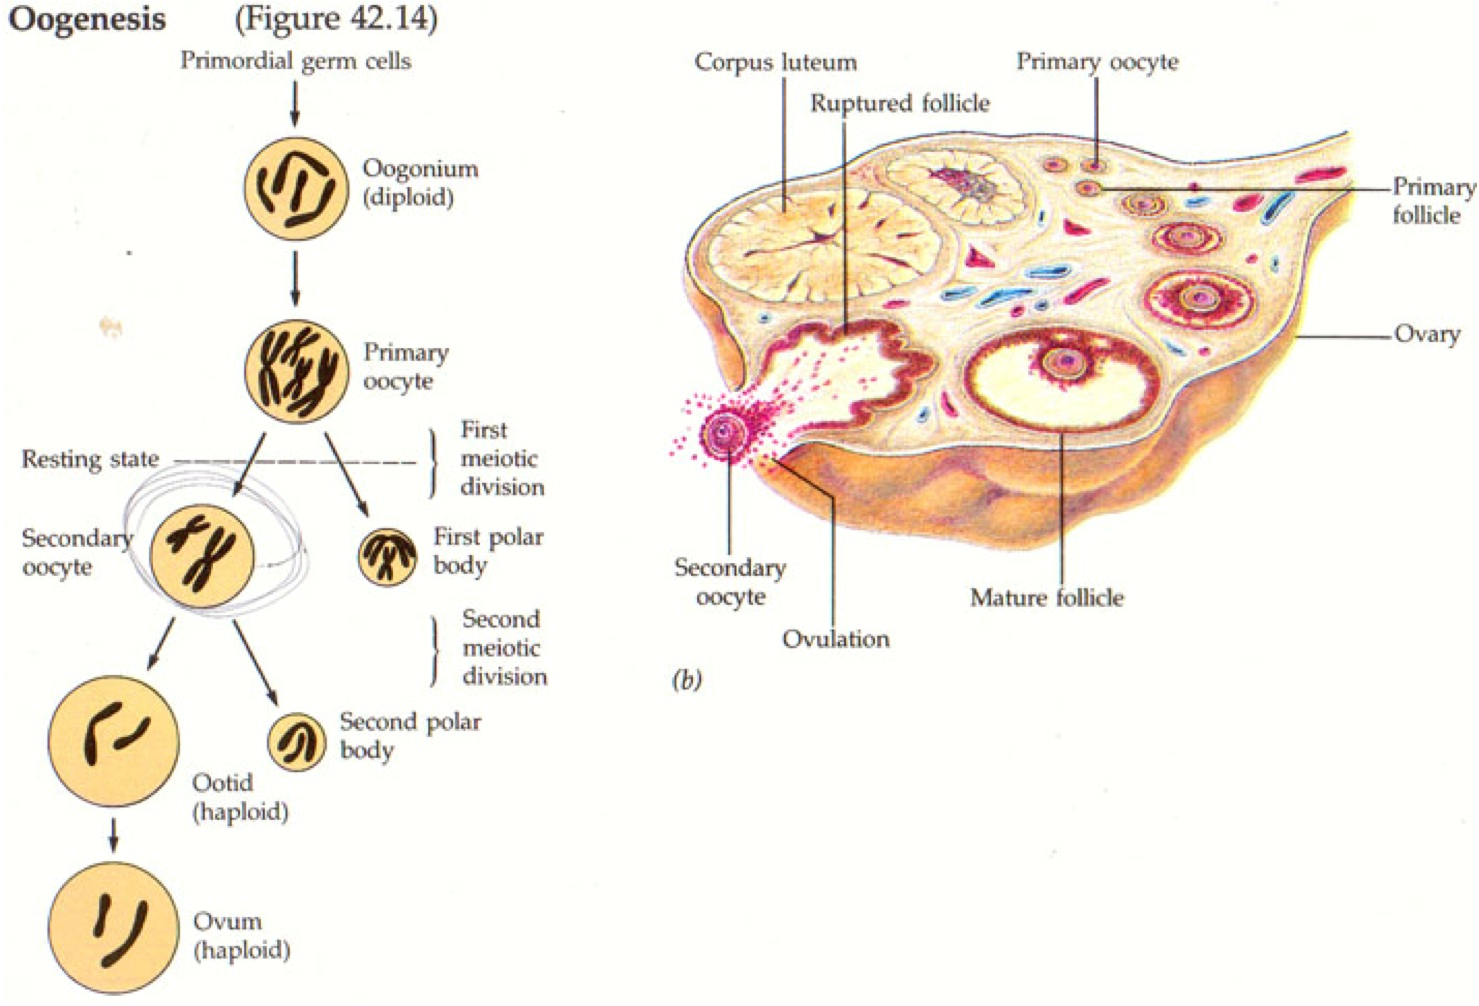 Oogenesis (Figure 42.14)
Primordial germ cells
Oogonium
(diploid)
Primary
oocyte
First
meiotic
division
Resting state
Secondary
oocyte
First polar
body
Second
meiotic
division
Second polar
body
Ootid
(haploid)
Ovum
(haploid)
Corpus luteum
Primary oocyte
Ruptured follicle
Primary
follicle
Ovary
Secondary
oocyte
Mature follicle
Ovulation
(b)